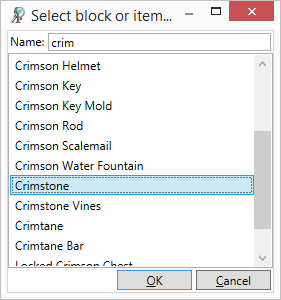 Select block or item...
Name: crim
Crimson Helmet
Crimson Key
Crimson Key Mold
Crimson Rod
Crimson Scalemail
Crimson Water Fountain
Crimstone
Crimstone Vines
Crimtane
Crimtane Bar
Locked Crimson Chest
OK Cancel